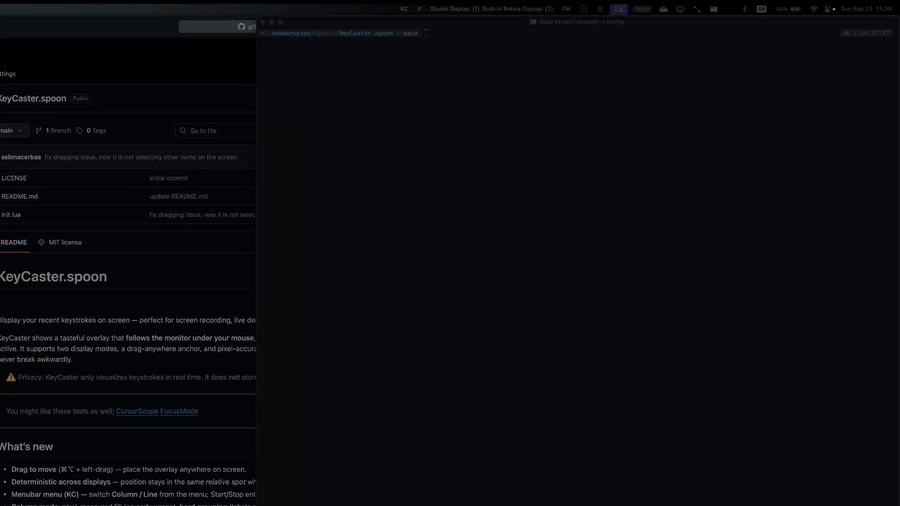 KC X Studio Display: [1] Built-in Retina Display: [2] FM Sun Sep 21 15:20
~/.hammerspoon/Spoons/KeyCaster.spoon | main
ttings
KeyCaster.spoon Public
main 1 Branch 0 Tags Go to file
selimacerbas fix dragging issue, now it is not selecting other items on the screen
LICENSE initial commit
README.md update README.md
init.lua fix dragging issue, now it is not selec
README MIT license
KeyCaster.spoon
Display your recent keystrokes on screen — perfect for screen recording, live de
KeyCaster shows a tasteful overlay that follows the monitor under your mouse,
active. It supports two display modes, a drag-anywhere anchor, and pixel-accura
never break awkwardly.
⚠️ Privacy: KeyCaster only visualizes keystrokes in real time. It does not stor
You might like these tools as well; CursorScope FocusMode
What's new
• Drag to move (⌘⌥ + left-drag) — place the overlay anywhere on screen.
• Deterministic across displays — position stays in the same relative spot w
• Menubar menu (KC) — switch Column / Line from the menu; Start/Stop ent